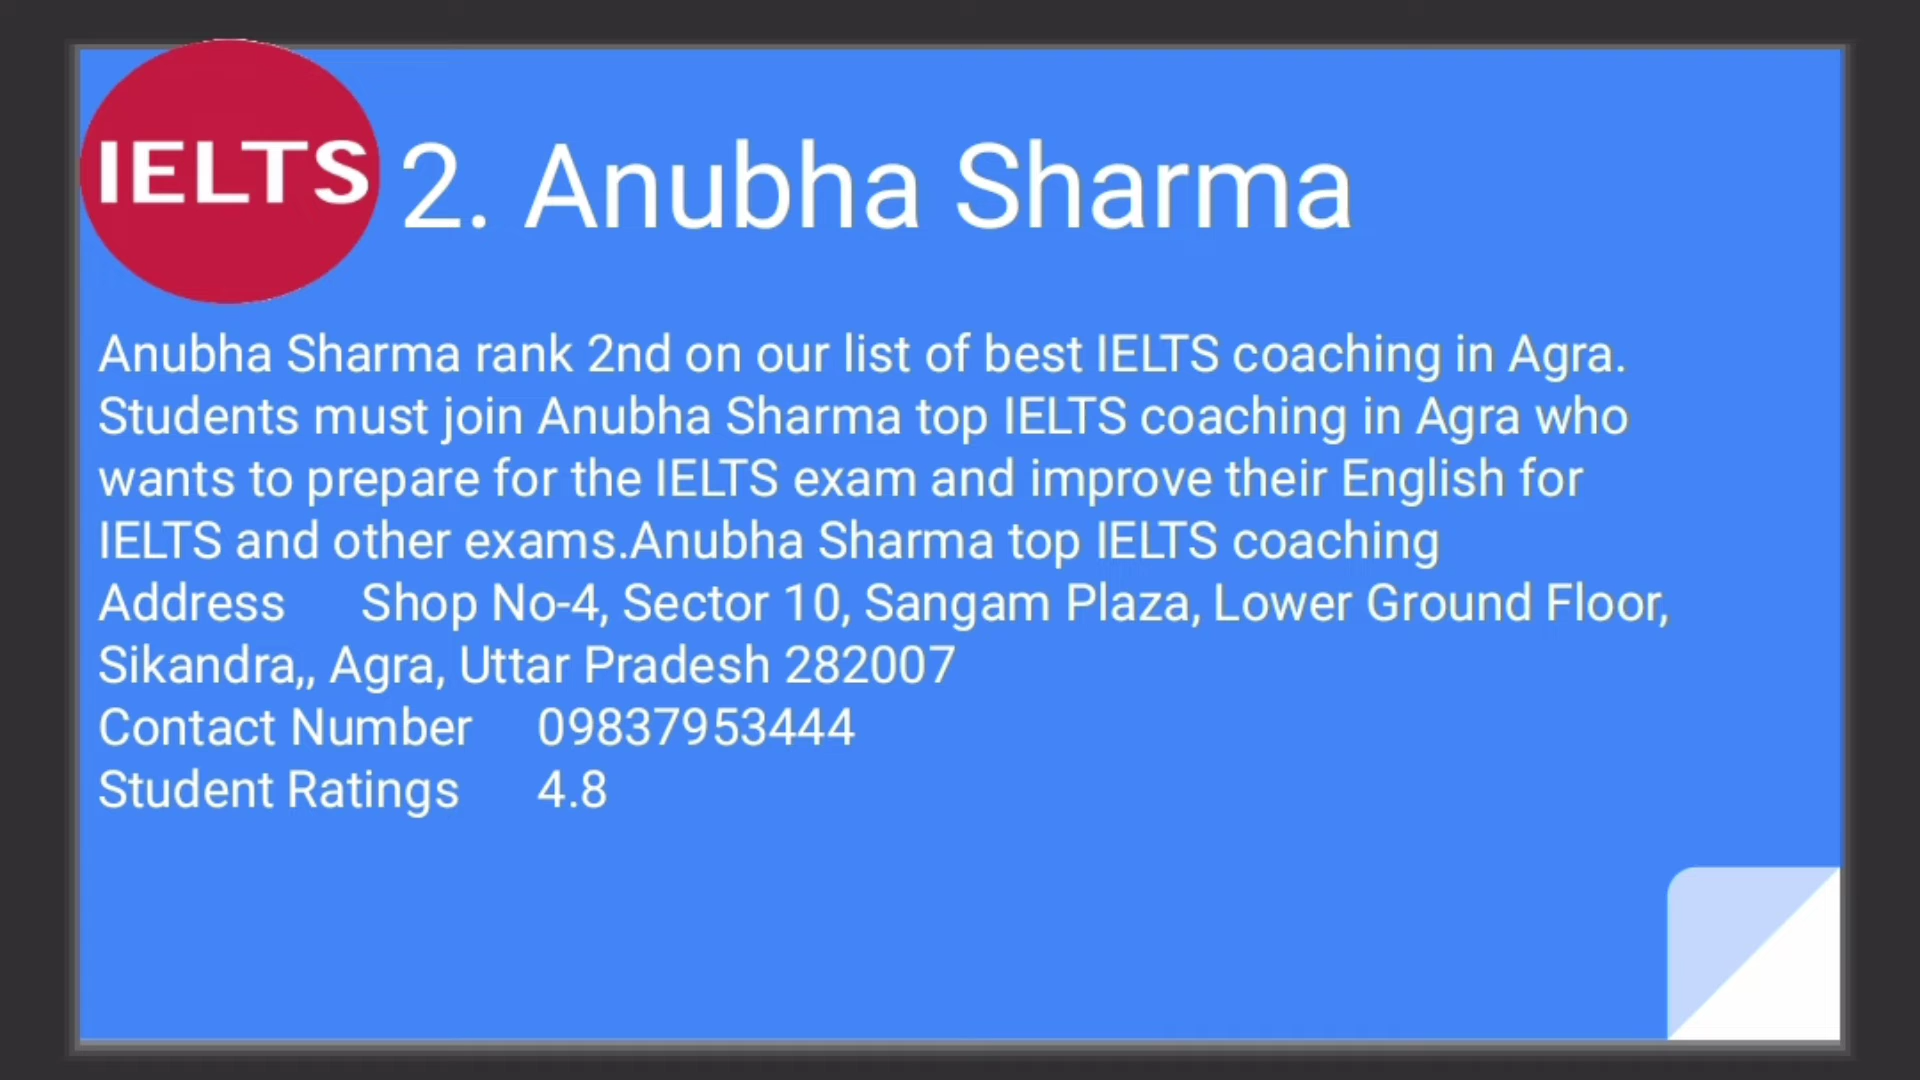 IELTS
2. Anubha Sharma
Anubha Sharma rank 2nd on our list of best IELTS coaching in Agra.
Students must join Anubha Sharma top IELTS coaching in Agra who
wants to prepare for the IELTS exam and improve their English for
IELTS and other exams.Anubha Sharma top IELTS coaching
Address Shop No-4, Sector 10, Sangam Plaza, Lower Ground Floor,
Sikandra,, Agra, Uttar Pradesh 282007
Contact Number 09837953444
Student Ratings 4.8